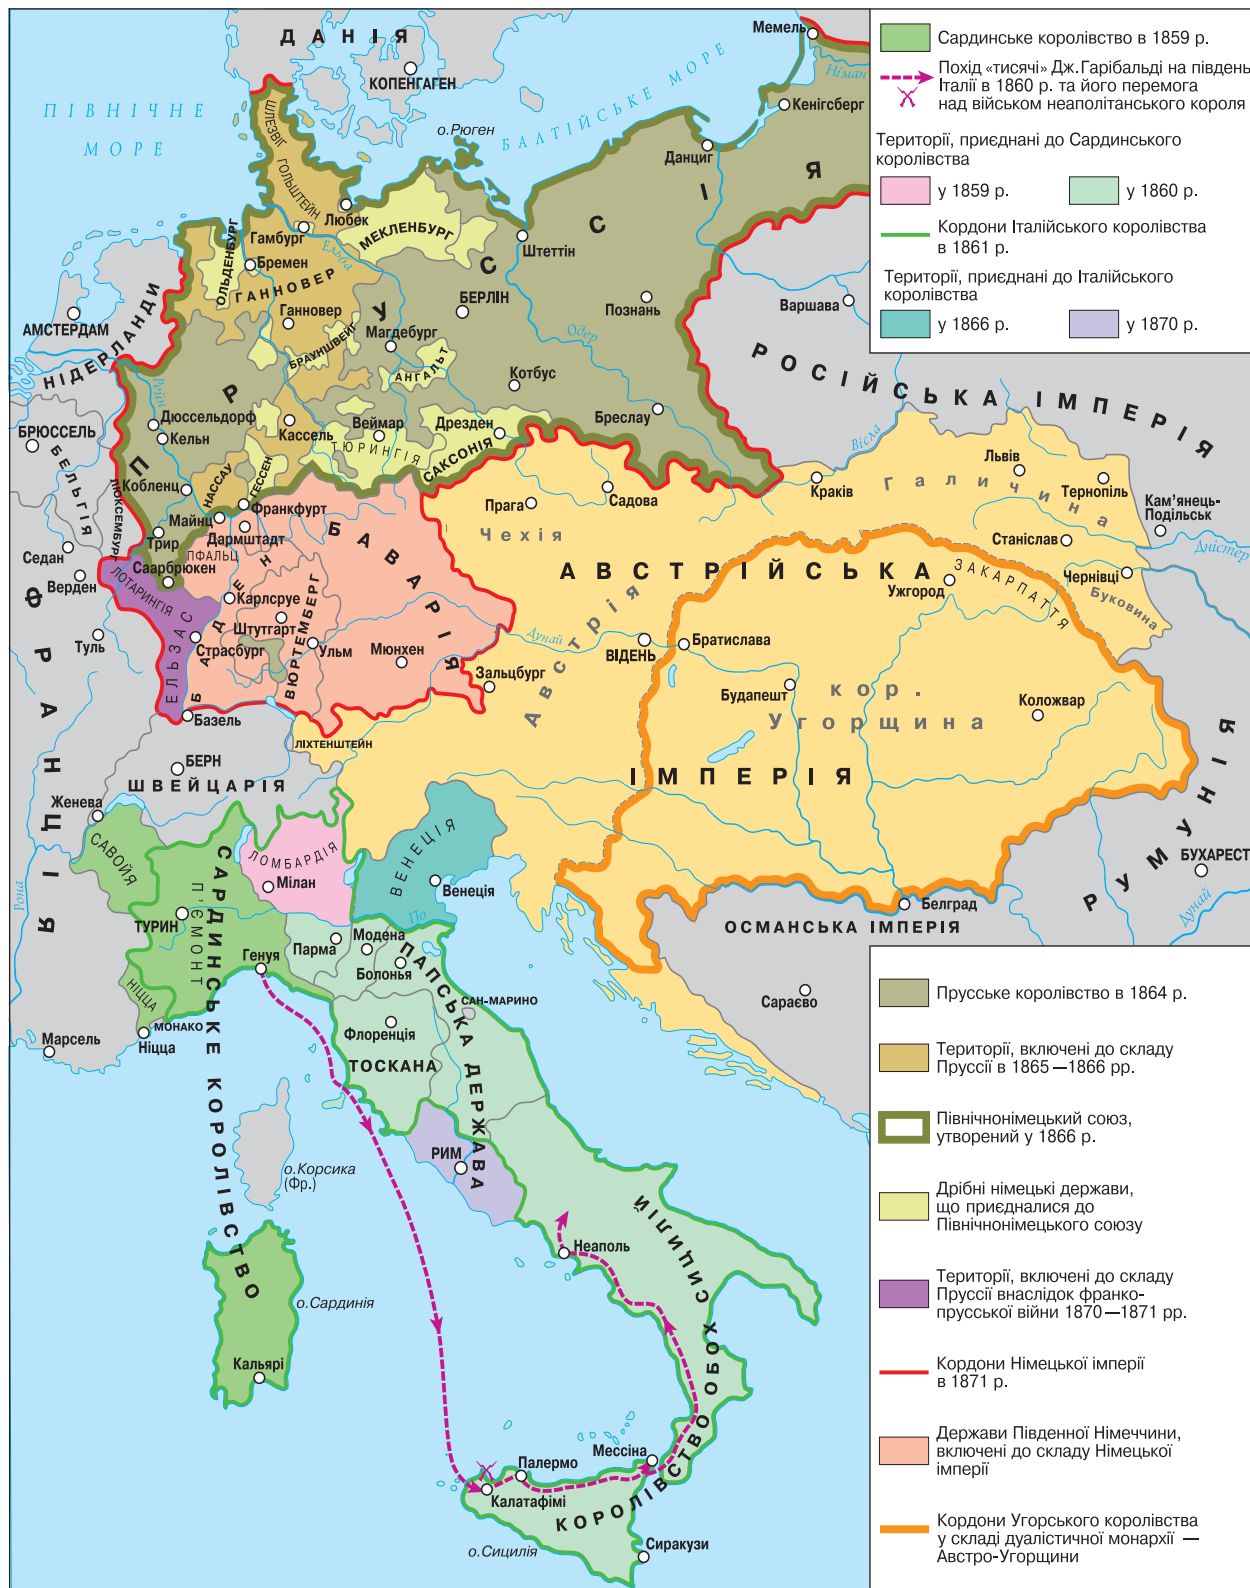 ДАНІЯ
КОПЕНГАГЕН
Мемель
Німан
ПІВНІЧНЕ
МОРЕ
БАЛТІЙСЬКЕ МОРЕ
о.Рюген
Кенігсберг
Данциг
ШЛЕЗВІГ
ГОЛЬШТЕЙН
Любек
МЕКЛЕНБУРГ
Гамбург
Ельба
Штеттін
ОЛЬДЕНБУРГ
Бремен
ГАННОВЕР
Ганновер
БЕРЛІН
Познань
Варшава
АМСТЕРДАМ
НІДЕРЛАНДИ
БРАУНШВЕЙГ
Магдебург
АНГАЛЬТ
Одер
Котбус
Бреслау
ПРУССІЯ
РОСІЙСЬКА ІМПЕРІЯ
Рейн
Дюссельдорф
Кельн
Кассель
Веймар
ТЮРИНГІЯ
Дрезден
САКСОНІЯ
БРЮССЕЛЬ
БЕЛЬГІЯ
ЛЮКСЕМБУРГ
Кобленц
НАССАУ
ГЕССЕН
Франкфурт
Майнц
Дармштадт
Трир
ПФАЛЬЦ
Саарбрюкен
Седан
Верден
ЛОТАРИНГІЯ
ЕЛЬЗАС
Карлсруе
Штутгарт
Страсбург
БАДЕН
ВЮРТЕМБЕРГ
Ульм
Мюнхен
БАВАРІЯ
Туль
Базель
ФРАНЦІЯ
Прага
Садова
Чехія
Вісла
Краків
Львів
Галичина
Тернопіль
Кам’янець-
Подільськ
Станіслав
Дністер
Чернівці
Буковина
АВСТРІЙСЬКА
ІМПЕРІЯ
Австрія
Ужгород
ЗАКАРПАТТЯ
Дунай
ВІДЕНЬ
Братислава
Зальцбург
Будапешт
кор.
Угорщина
Коложвар
ЛІХТЕНШТЕЙН
БЕРН
ШВЕЙЦАРІЯ
Женева
САВОЙЯ
Рона
ЛОМБАРДІЯ
Мілан
ВЕНЕЦІЯ
Венеція
По
ТУРИН
П’ЄМОНТ
САРДИНСЬКЕ КОРОЛІВСТВО
Генуя
Парма
Модена
Болонья
НІЦЦА
МОНАКО
Ніцца
Марсель
САН-МАРИНО
Флоренція
ТОСКАНА
ПАПСЬКА ДЕРЖАВА
РИМ
о.Корсика
(Фр.)
о.Сардинія
Кальярі
Неаполь
КОРОЛІВСТВО ОБОХ СИЦИЛІЙ
Мессіна
Палермо
Калатафімі
о.Сицилія
Сиракузи
Белград
ОСМАНСЬКА ІМПЕРІЯ
Сараєво
РУМУНІЯ
БУХАРЕСТ
Дунай
Сардинське королівство в 1859 р.
Похід «тисячі» Дж.Гарібальді на південь
Італії в 1860 р. та його перемога
над військом неаполітанського короля
Території, приєднані до Сардинського
королівства
у 1859 р.
у 1860 р.
Кордони Італійського королівства
в 1861 р.
Території, приєднані до Італійського
королівства
у 1866 р.
у 1870 р.
Прусське королівство в 1864 р.
Території, включені до складу
Пруссії в 1865—1866 рр.
Північнонімецький союз,
утворений у 1866 р.
Дрібні німецькі держави,
що приєдналися до
Північнонімецького союзу
Території, включені до складу
Пруссії внаслідок франко-
прусської війни 1870—1871 рр.
Кордони Німецької імперії
в 1871 р.
Держави Південної Німеччини,
включені до складу Німецької
імперії
Кордони Угорського королівства
у складі дуалістичної монархії —
Австро-Угорщини